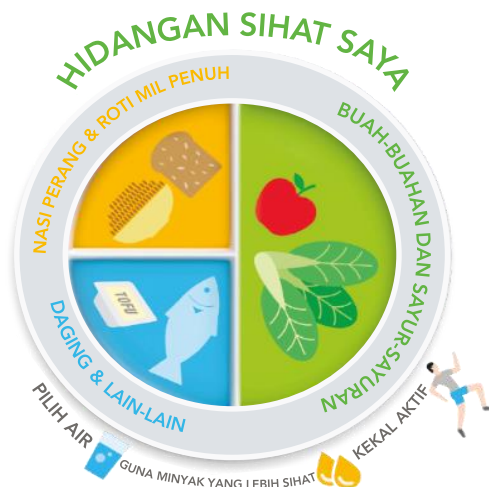 HIDANGAN SIHAT SAYA
NASI PERANG & ROTI MIL PENUH
BUAH-BUAHAN DAN SAYUR-SAYURAN
TOFU
DAGING & LAIN-LAIN
PILIH AIR
GUNA MINYAK YANG LEBIH SIHAT
KEKAL AKTIF